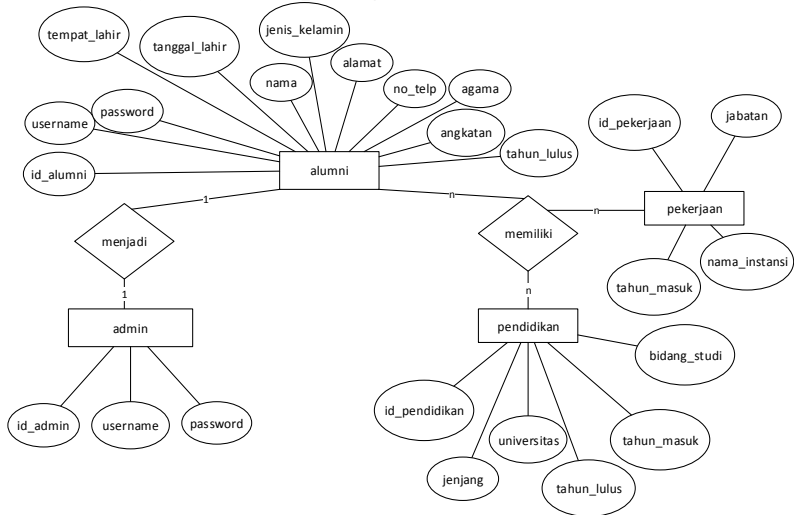 tempat_lahir
tanggal_lahir
jenis_kelamin
nama
alamat
no_telp
agama
angkatan
tahun_lulus
username
password
id_alumni
alumni
1
menjadi
1
admin
id_admin
username
password
n
memiliki
n
n
id_pekerjaan
jabatan
pekerjaan
tahun_masuk
nama_instansi
pendidikan
bidang_studi
id_pendidikan
jenjang
universitas
tahun_lulus
tahun_masuk